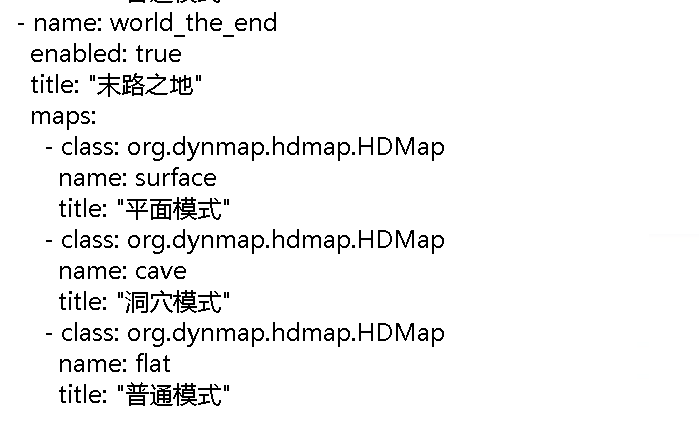 - name: world_the_end
enabled: true
title: "末路之地"
maps:
- class: org.dynmap.hdmap.HDMap
name: surface
title: "平面模式"
- class: org.dynmap.hdmap.HDMap
name: cave
title: "洞穴模式"
- class: org.dynmap.hdmap.HDMap
name: flat
title: "普通模式"